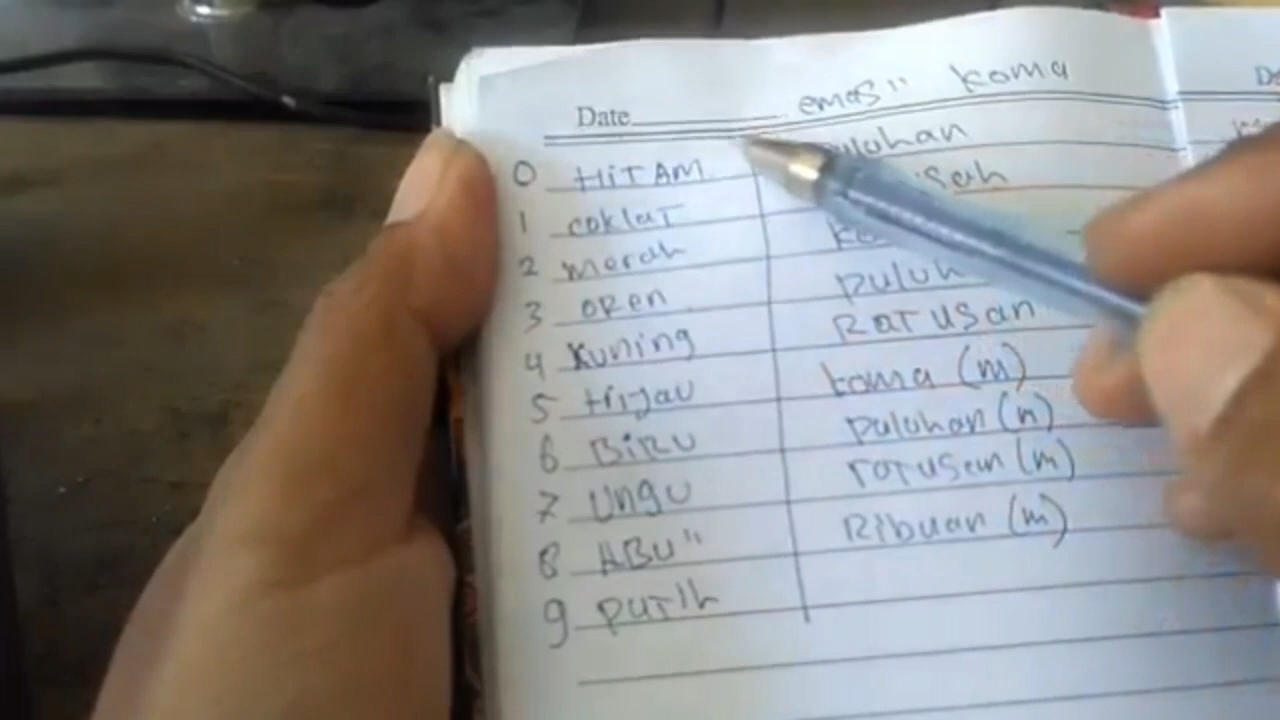 emas" koma
Date
0 HiTAM puluhan
1 coklaT
2 merah
3 oren puluh
4 kuning RaTUSan
5 Hijau koma (m)
6 BiRU puluhan (m)
7 Ungu raTusan (m)
8 ABU" Ribuan (m)
9 PUTIh